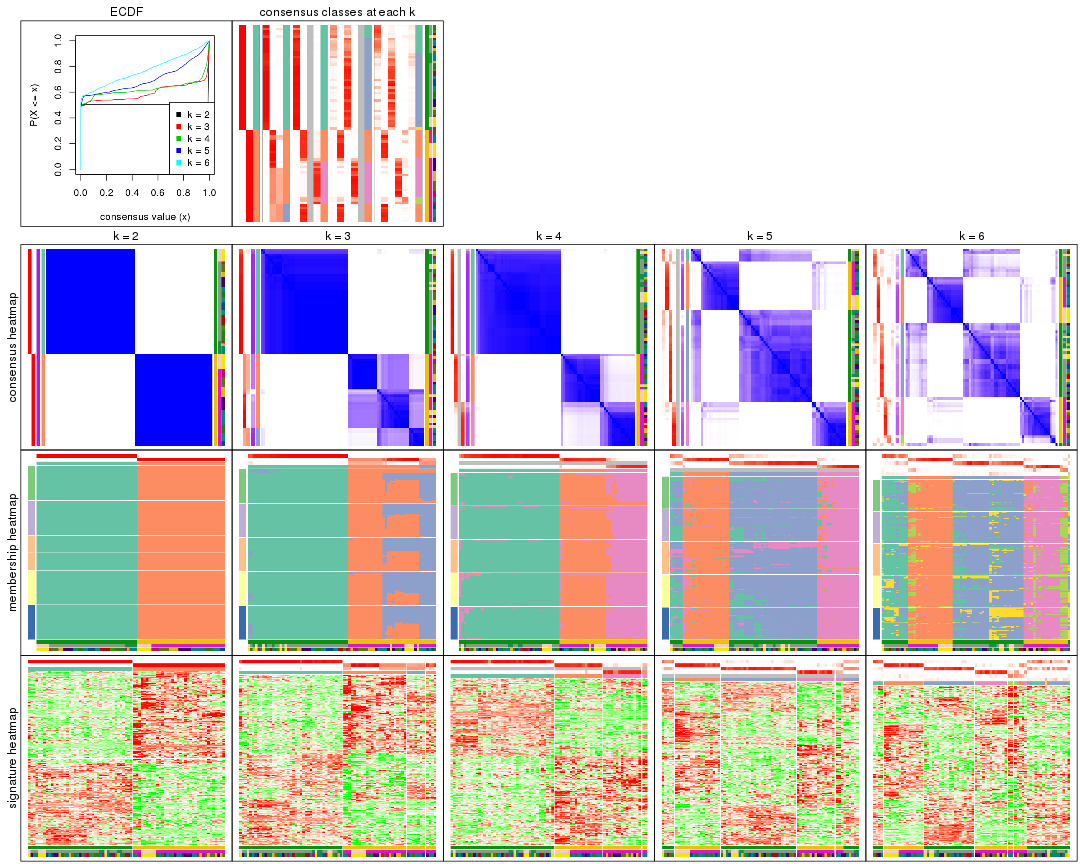 ECDF
consensus classes at each k
P(X <= x)
0.0 0.2 0.4 0.6 0.8 1.0
k = 2
k = 3
k = 4
k = 5
k = 6
0.0 0.2 0.4 0.6 0.8 1.0
consensus value (x)
k = 2 k = 3 k = 4 k = 5 k = 6
consensus heatmap
membership heatmap
signature heatmap